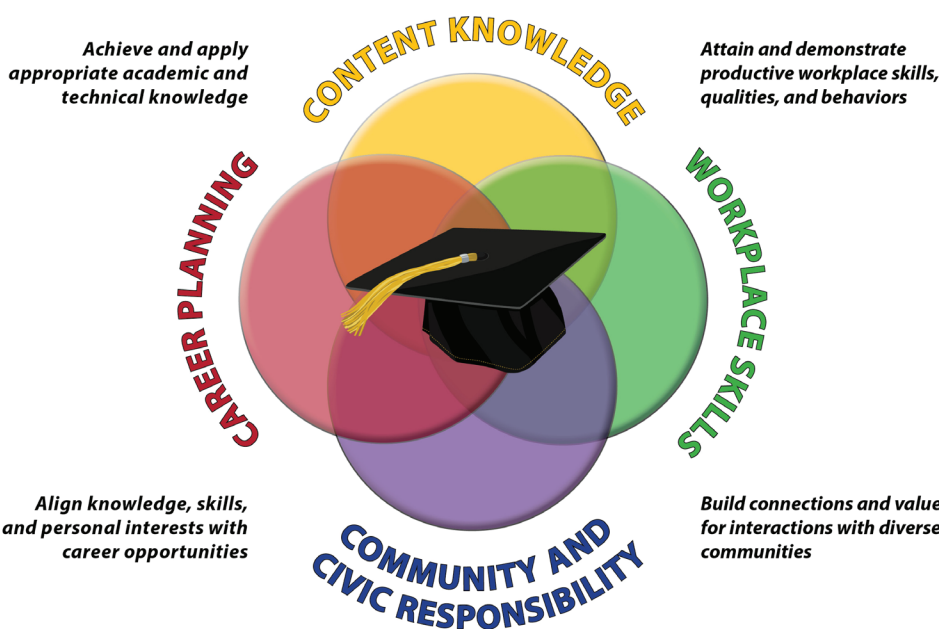 CONTENT KNOWLEDGE
Achieve and apply
appropriate academic and
technical knowledge
Attain and demonstrate
productive workplace skills,
qualities, and behaviors
CAREER PLANNING
WORKPLACE SKILLS
Align knowledge, skills,
and personal interests with
career opportunities
Build connections and value
for interactions with diverse
communities
COMMUNITY AND
CIVIC RESPONSIBILITY